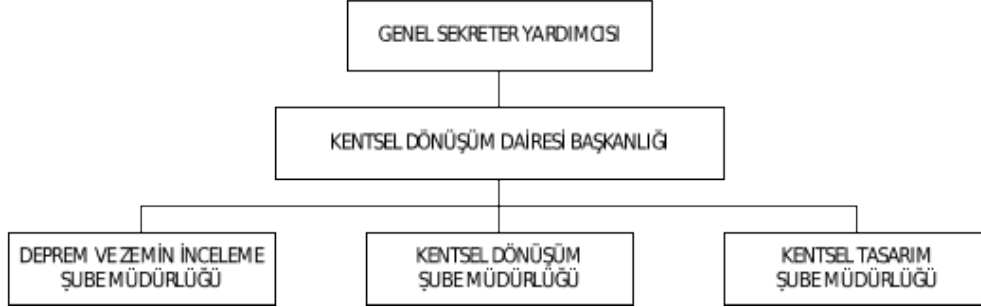 GENEL SEKRETER YARDIMCISI
KENTSEL DÖNÜŞÜM DAİRESİ BAŞKANLIĞI
DEPREM VE ZEMİN İNCELEME
ŞUBE MÜDÜRLÜĞÜ
KENTSEL DÖNÜŞÜM
ŞUBE MÜDÜRLÜĞÜ
KENTSEL TASARIM
ŞUBE MÜDÜRLÜĞÜ